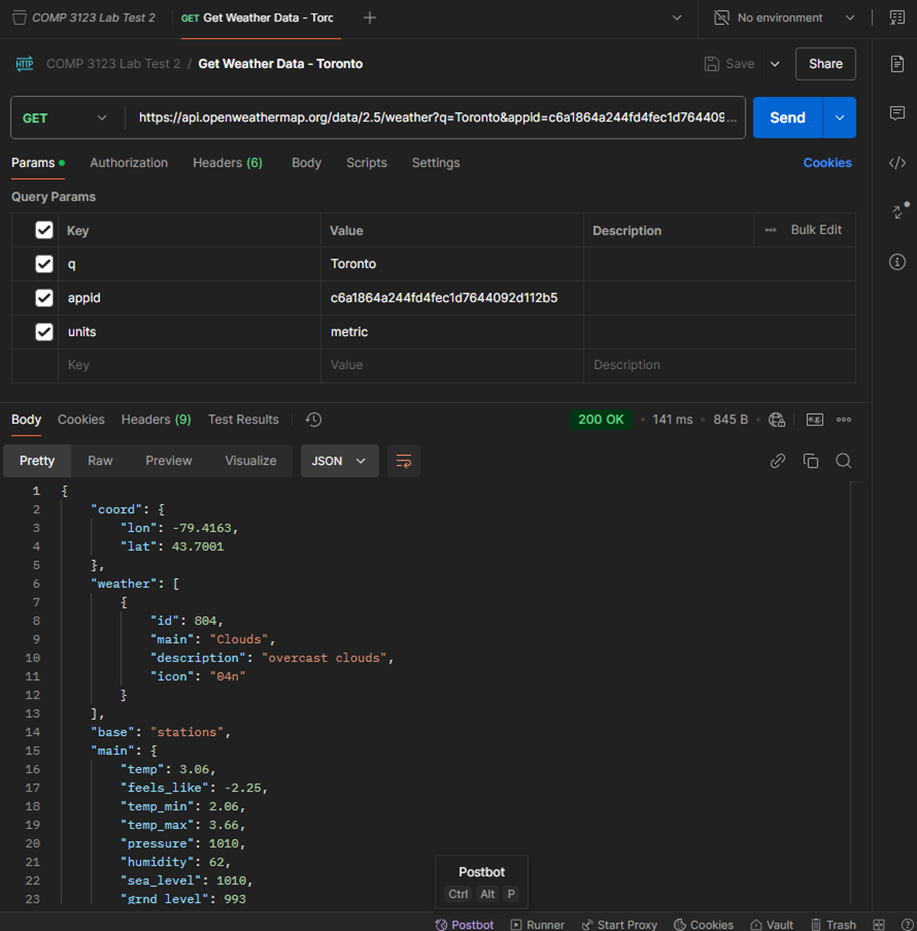 COMP 3123 Lab Test 2 GET Get Weather Data - Torc No environment
HTTP COMP 3123 Lab Test 2 / Get Weather Data - Toronto Save Share
GET https://api.openweathermap.org/data/2.5/weather?q=Toronto&appid=c6a1864a244fd4fec1d764409... Send
Params Authorization Headers (6) Body Scripts Settings Cookies
Query Params
Key Value Description Bulk Edit
q Toronto
appid c6a1864a244fd4fec1d7644092d112b5
units metric
Key Value Description
Body Cookies Headers (9) Test Results 200 OK 141 ms 845 B e.g.
Pretty Raw Preview Visualize JSON
1 {
2 "coord": {
3 "lon": -79.4163,
4 "lat": 43.7001
5 },
6 "weather": [
7 {
8 "id": 804,
9 "main": "Clouds",
10 "description": "overcast clouds",
11 "icon": "04n"
12 }
13 ],
14 "base": "stations",
15 "main": {
16 "temp": 3.06,
17 "feels_like": -2.25,
18 "temp_min": 2.06,
19 "temp_max": 3.66,
20 "pressure": 1010,
21 "humidity": 62,
22 "sea_level": 1010,
23 "grnd_level": 993
Postbot
Ctrl Alt P
Postbot Runner Start Proxy Cookies Vault Trash